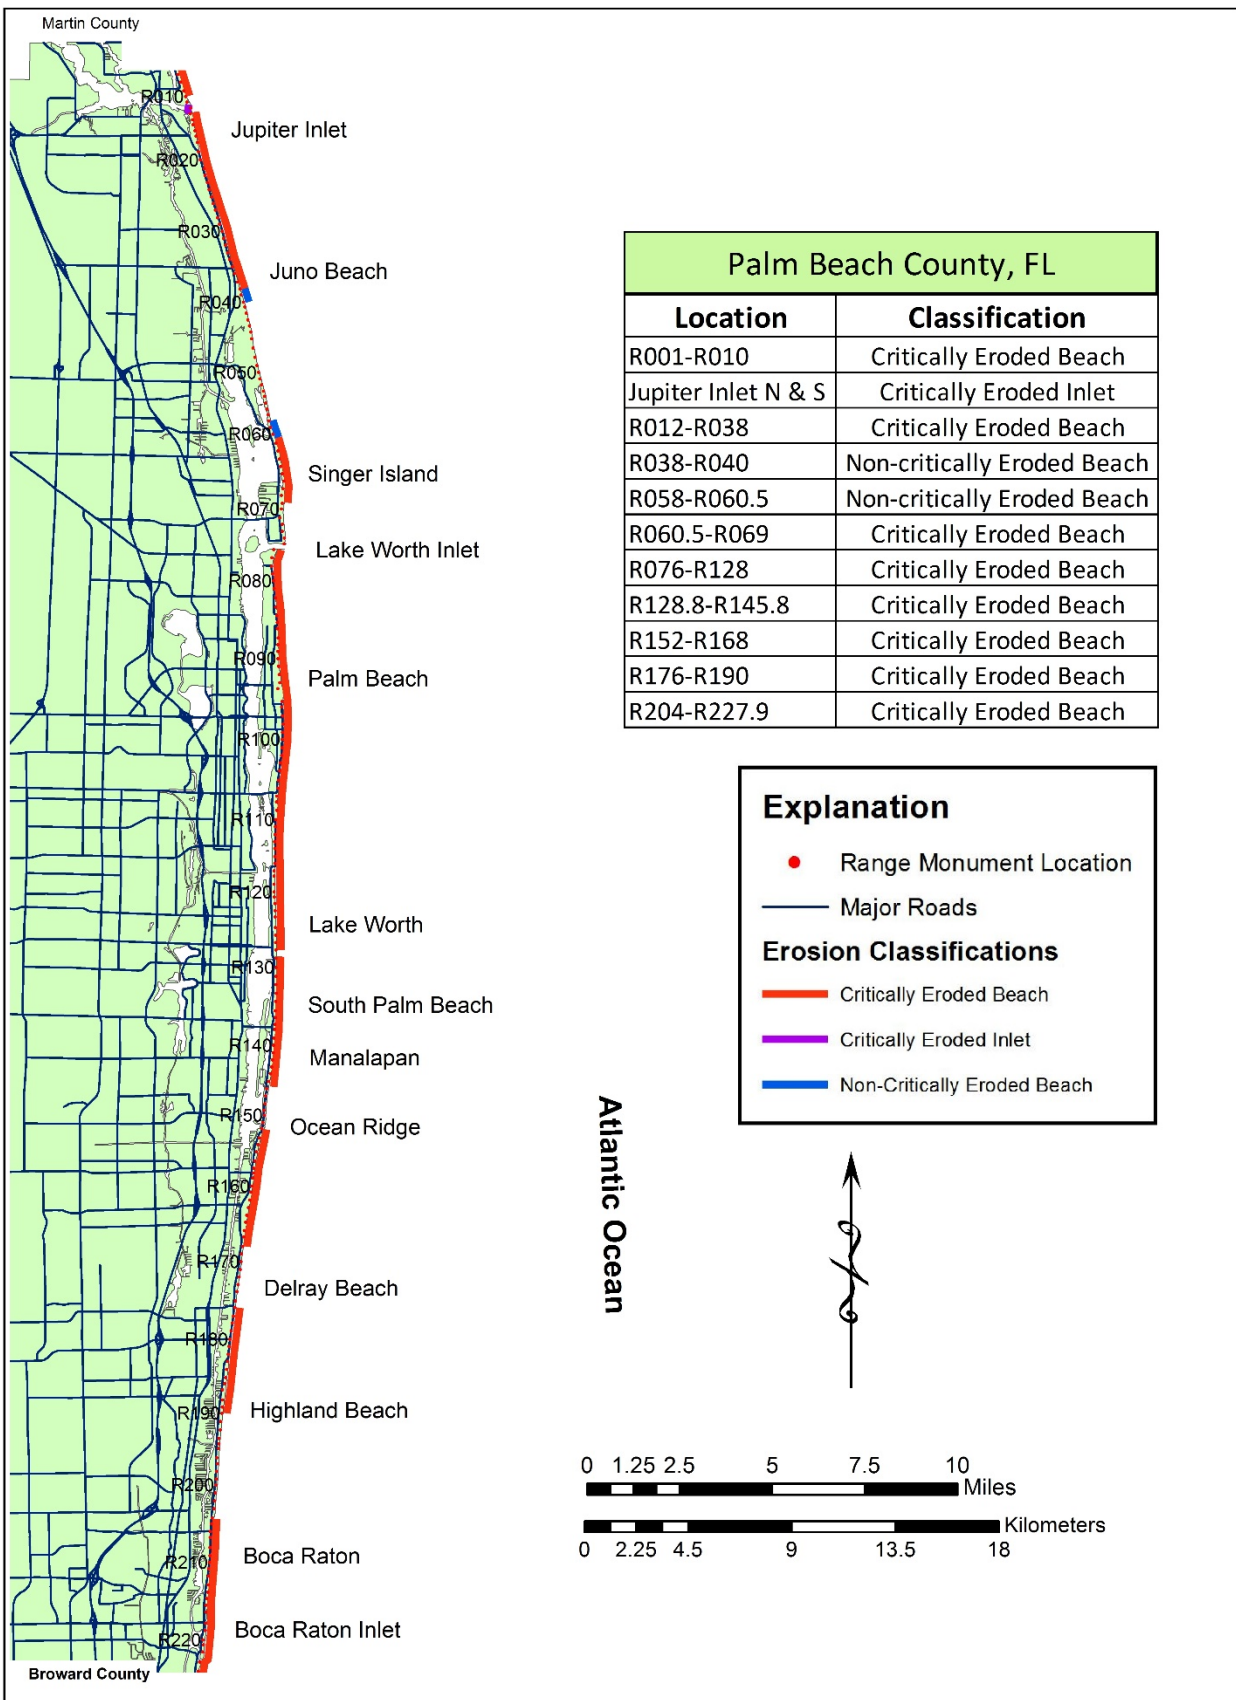 Martin County
R010
Jupiter Inlet
R020
R030
Juno Beach
R040
R050
R060
Singer Island
R070
Lake Worth Inlet
R080
R090
Palm Beach
R100
R110
R120
Lake Worth
R130
South Palm Beach
R140
Manalapan
R150
Ocean Ridge
R160
R170
Delray Beach
R180
Highland Beach
R190
R200
Boca Raton
R210
Boca Raton Inlet
R220
Broward County
Palm Beach County, FL
Location Classification
R001-R010 Critically Eroded Beach
Jupiter Inlet N & S Critically Eroded Inlet
R012-R038 Critically Eroded Beach
R038-R040 Non-critically Eroded Beach
R058-R060.5 Non-critically Eroded Beach
R060.5-R069 Critically Eroded Beach
R076-R128 Critically Eroded Beach
R128.8-R145.8 Critically Eroded Beach
R152-R168 Critically Eroded Beach
R176-R190 Critically Eroded Beach
R204-R227.9 Critically Eroded Beach
Explanation
Range Monument Location
Major Roads
Erosion Classifications
Critically Eroded Beach
Critically Eroded Inlet
Non-Critically Eroded Beach
Atlantic Ocean
N
0 1.25 2.5 5 7.5 10
Miles
Kilometers
0 2.25 4.5 9 13.5 18